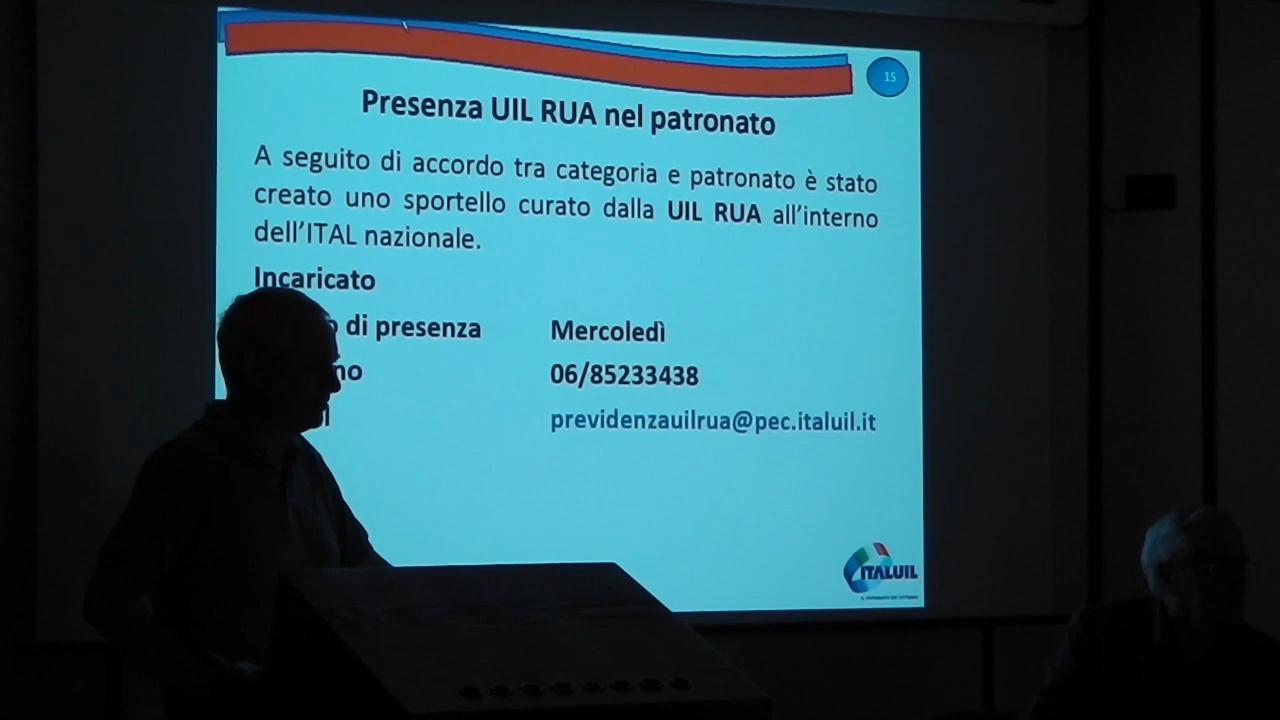 15
Presenza UIL RUA nel patronato
A seguito di accordo tra categoria e patronato è stato
creato uno sportello curato dalla UIL RUA all'interno
dell'ITAL nazionale.
Incaricato
di presenza Mercoledì
06/85233438
previdenzauilrua@pec.italuil.it
ITALUIL